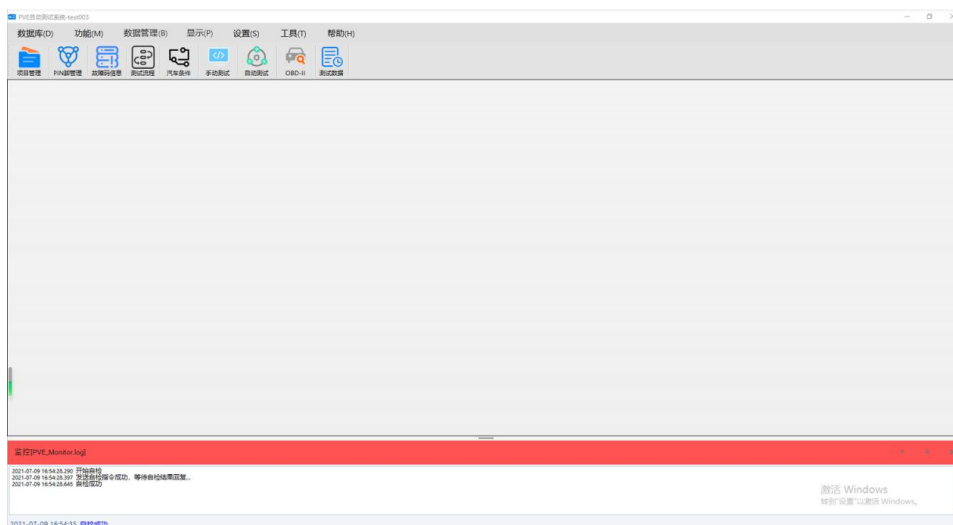 PVE自动测试系统-test003
数据库(D) 功能(M) 数据管理(B) 显示(P) 设置(S) 工具(T) 帮助(H)
项目管理 PIN脚管理 故障码信息 测试流程 汽车条件 手动测试 自动测试 OBD-II 测试数据
监控[PVE_Monitor.log]
2021-07-09 16:54:28.290 开始自检
2021-07-09 16:54:28.397 发送自检指令成功，等待自检结果回复..
2021-07-09 16:54:28.645 自检成功
激活 Windows
转到"设置"以激活 Windows。
2021-07-09 16:54:35 自检成功